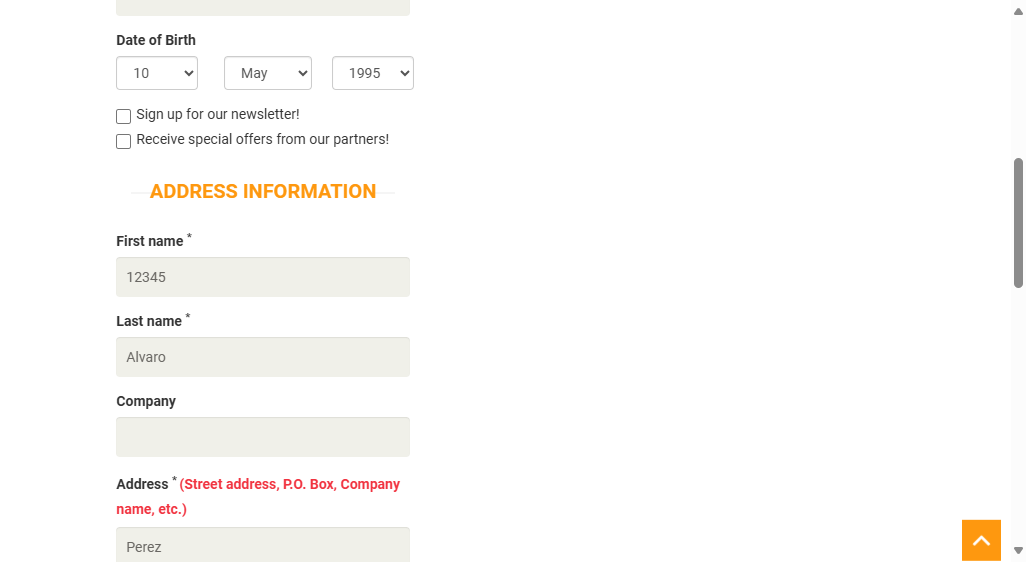 Date of Birth
10 May 1995
Sign up for our newsletter!
Receive special offers from our partners!
ADDRESS INFORMATION
First name *
12345
Last name *
Alvaro
Company
Address * (Street address, P.O. Box, Company
name, etc.)
Perez